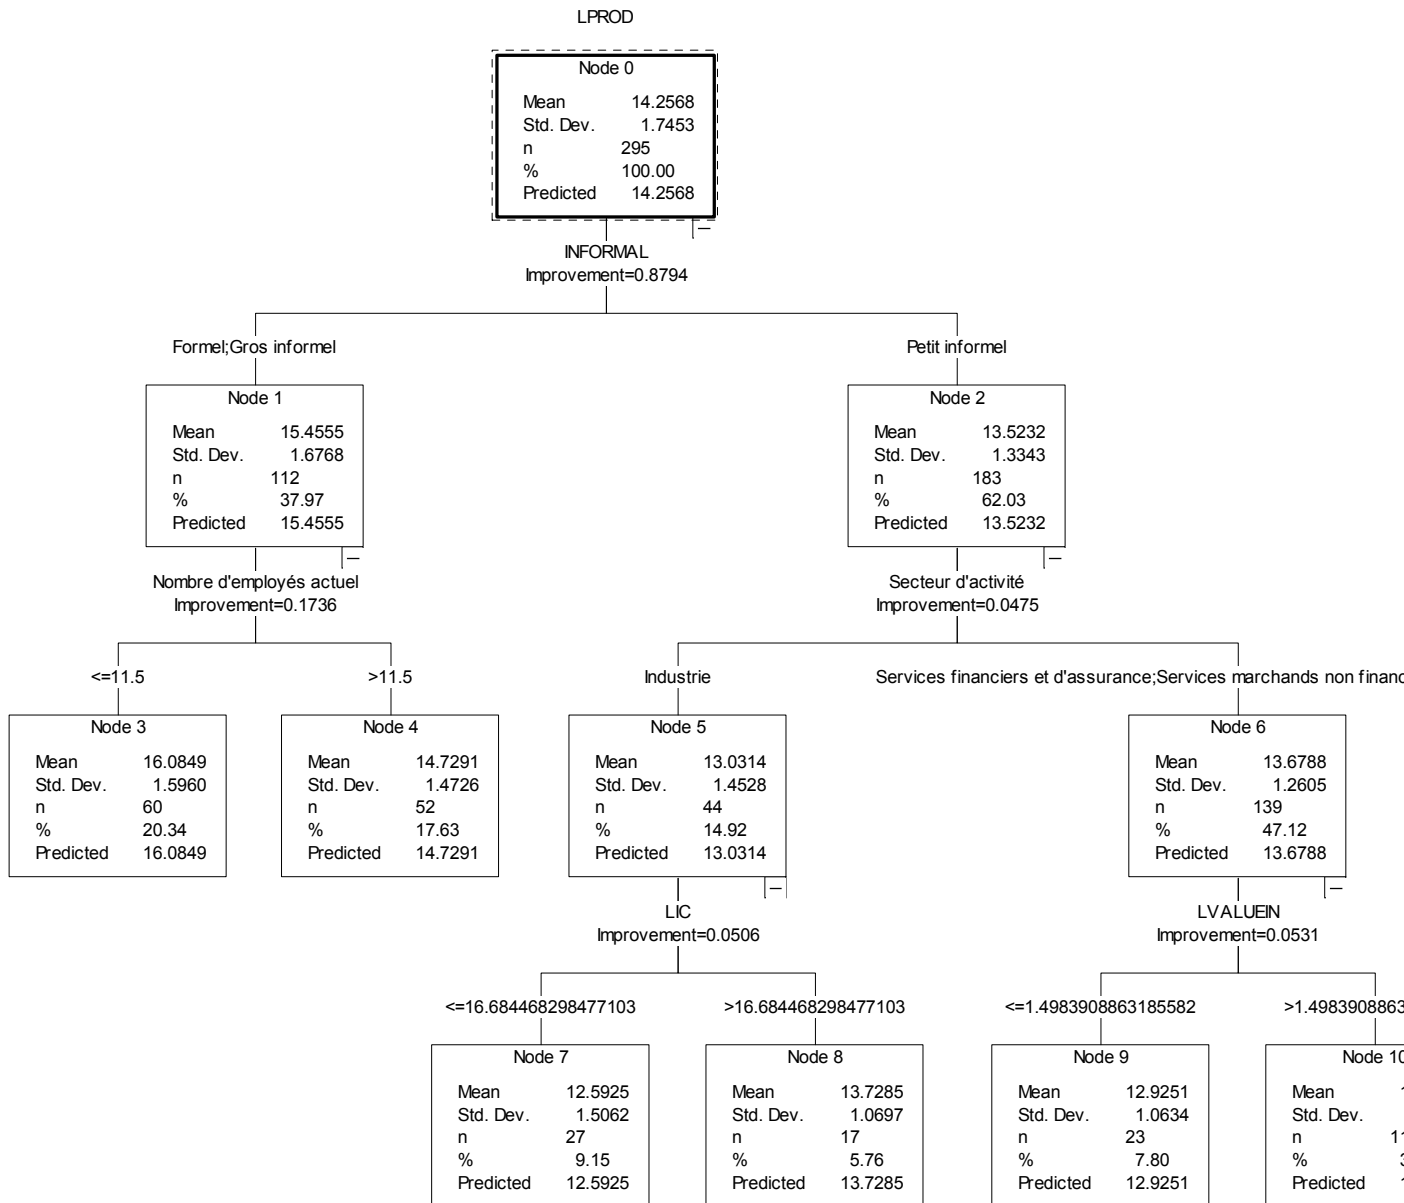 LPROD
Node 0
Mean 14.2568
Std. Dev. 1.7453
n 295
% 100.00
Predicted 14.2568
INFORMAL
Improvement=0.8794
Formel;Gros informel
Petit informel
Node 1
Mean 15.4555
Std. Dev. 1.6768
n 112
% 37.97
Predicted 15.4555
Node 2
Mean 13.5232
Std. Dev. 1.3343
n 183
% 62.03
Predicted 13.5232
Nombre d'employés actuel
Improvement=0.1736
Secteur d'activité
Improvement=0.0475
<=11.5
>11.5
Industrie
Services financiers et d'assurance;Services marchands non financ
Node 3
Mean 16.0849
Std. Dev. 1.5960
n 60
% 20.34
Predicted 16.0849
Node 4
Mean 14.7291
Std. Dev. 1.4726
n 52
% 17.63
Predicted 14.7291
Node 5
Mean 13.0314
Std. Dev. 1.4528
n 44
% 14.92
Predicted 13.0314
Node 6
Mean 13.6788
Std. Dev. 1.2605
n 139
% 47.12
Predicted 13.6788
LIC
Improvement=0.0506
LVALUEIN
Improvement=0.0531
<=16.684468298477103
>16.684468298477103
<=1.4983908863185582
>1.4983908863
Node 7
Mean 12.5925
Std. Dev. 1.5062
n 27
% 9.15
Predicted 12.5925
Node 8
Mean 13.7285
Std. Dev. 1.0697
n 17
% 5.76
Predicted 13.7285
Node 9
Mean 12.9251
Std. Dev. 1.0634
n 23
% 7.80
Predicted 12.9251
Node 10
Mean
Std. Dev.
n 11
%
Predicted